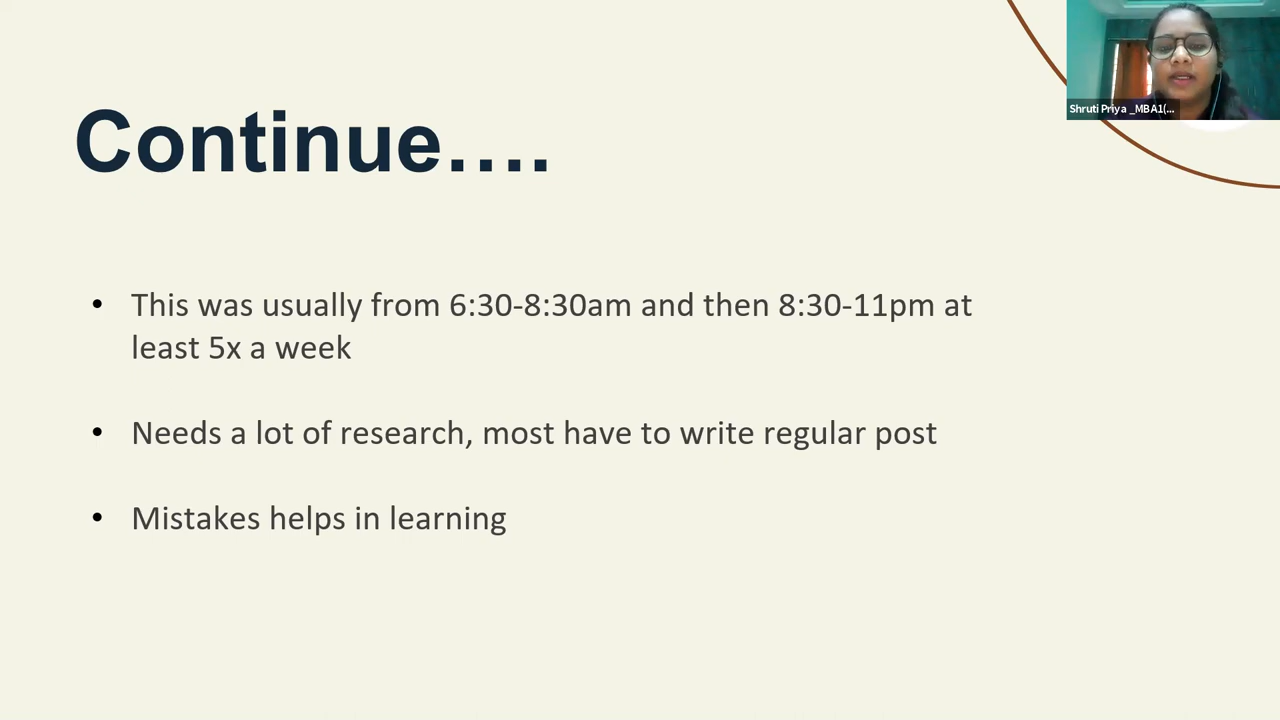 Shruti Priya _MBA1(...
Continue....
• This was usually from 6:30-8:30am and then 8:30-11pm at
least 5x a week
• Needs a lot of research, most have to write regular post
• Mistakes helps in learning